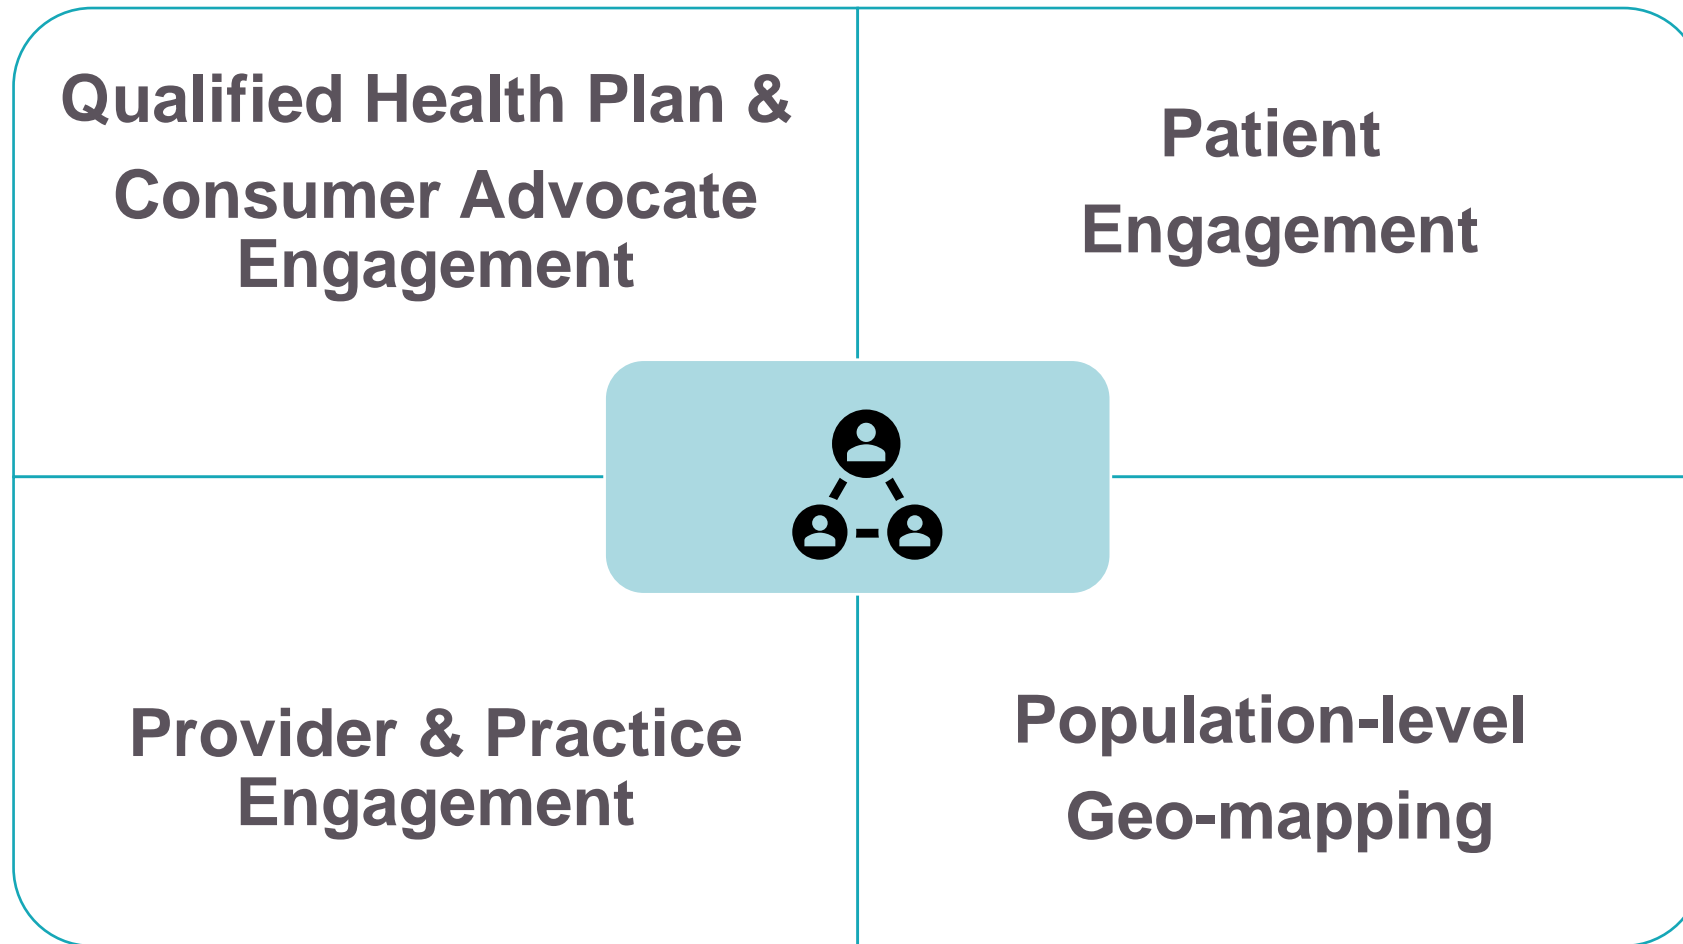 Qualified Health Plan &
Consumer Advocate
Engagement
Patient
Engagement
Provider & Practice
Engagement
Population-level
Geo-mapping